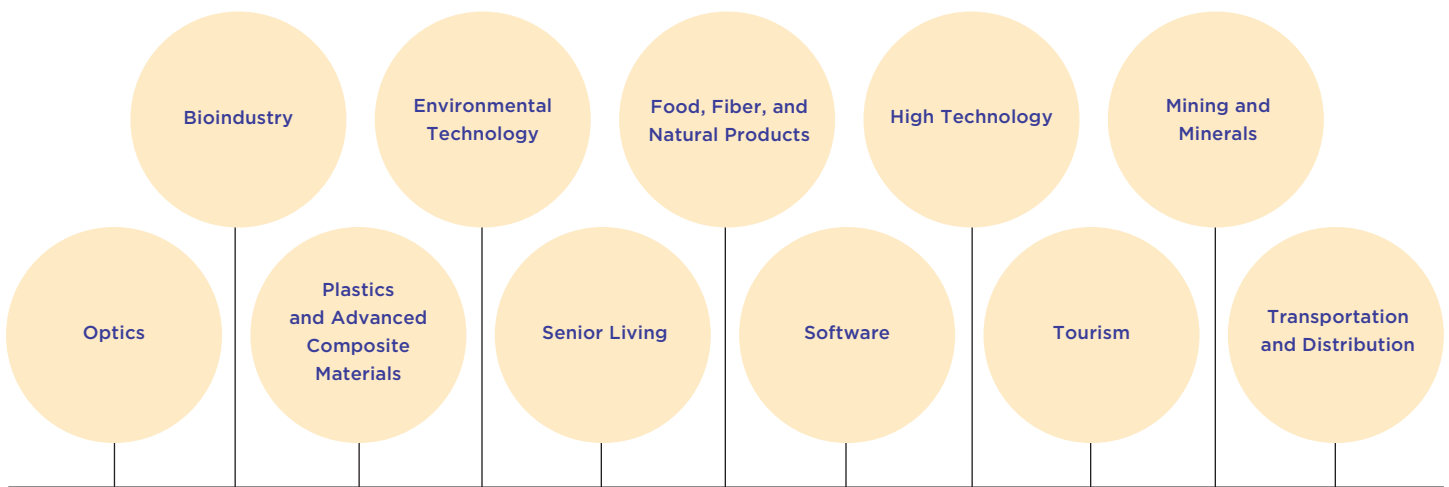 Bioindustry
Environmental
Technology
Food, Fiber, and
Natural Products
High Technology
Mining and
Minerals
Optics
Plastics
and Advanced
Composite
Materials
Senior Living
Software
Tourism
Transportation
and Distribution